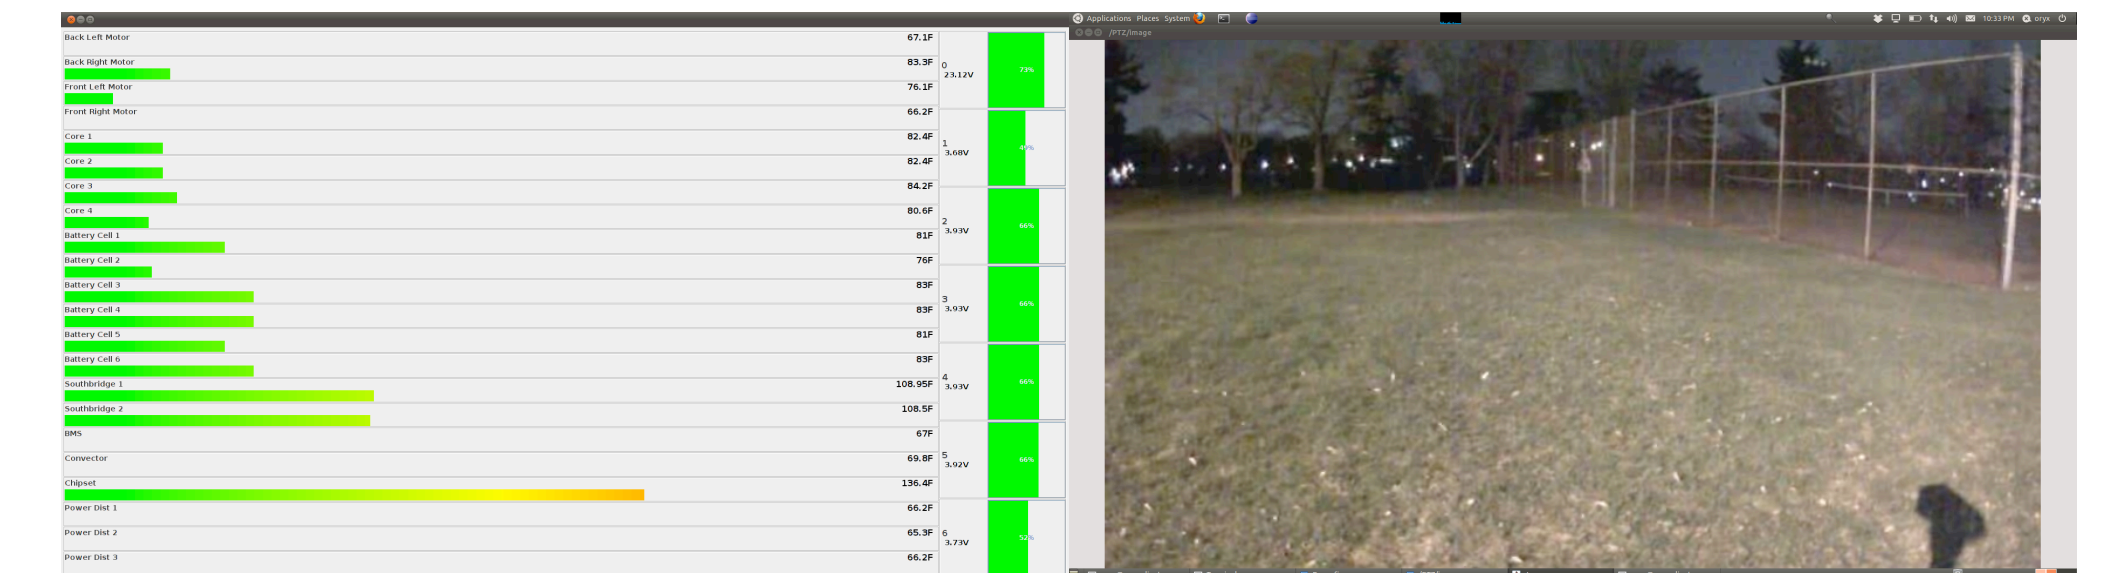 Back Left Motor 67.1F
Back Right Motor 83.3F
Front Left Motor 76.1F
Front Right Motor 66.2F
Core 1 82.4F
Core 2 82.4F
Core 3 84.2F
Core 4 80.6F
Battery Cell 1 81F
Battery Cell 2 76F
Battery Cell 3 83F
Battery Cell 4 83F
Battery Cell 5 81F
Battery Cell 6 83F
Southbridge 1 108.95F
Southbridge 2 108.5F
BMS 67F
Convector 69.8F
Chipset 136.4F
Power Dist 1 66.2F
Power Dist 2 65.3F
Power Dist 3 66.2F
0
23.12V 73%
1
3.68V 49%
2
3.93V 66%
3
3.93V 66%
4
3.93V 66%
5
3.92V 66%
6
3.73V 52%
Applications Places System 10:33 PM oryx
/PTZ/image